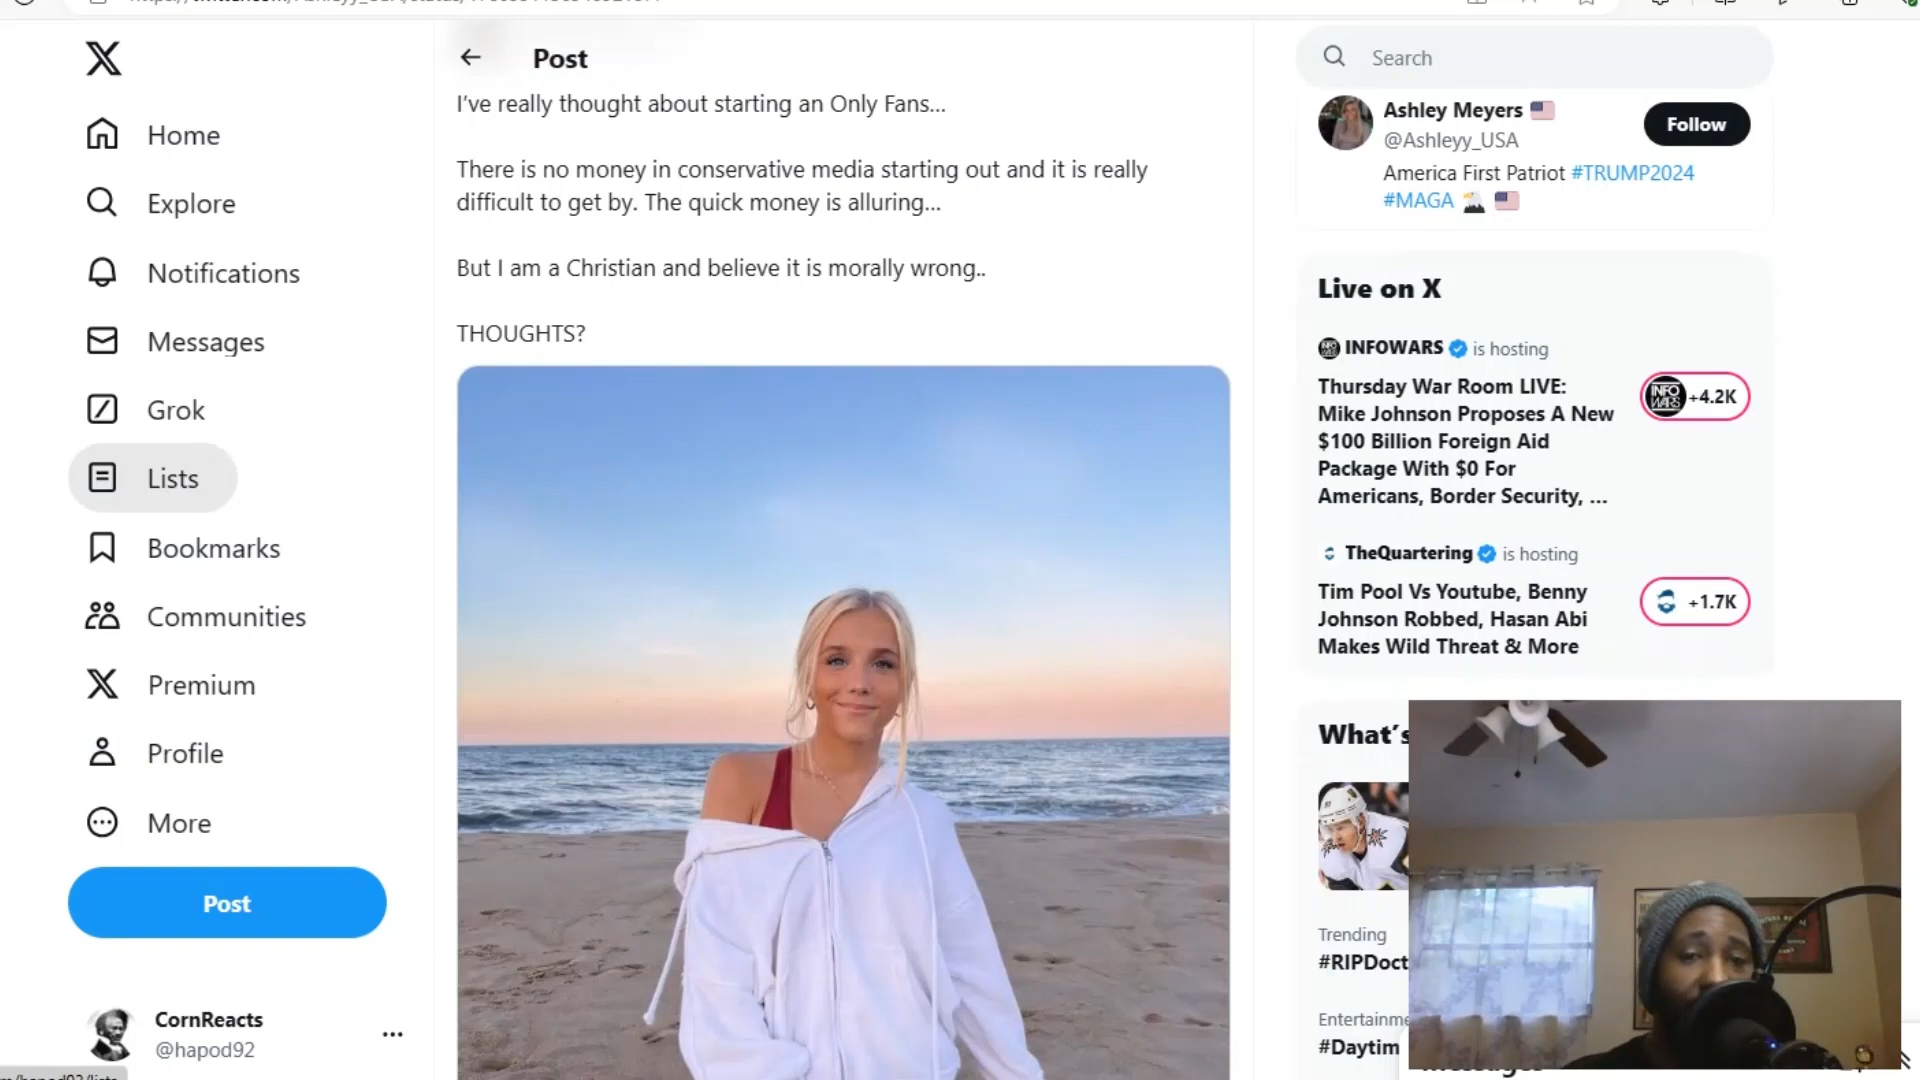 Post
I've really thought about starting an Only Fans...
There is no money in conservative media starting out and it is really
difficult to get by. The quick money is alluring...
But I am a Christian and believe it is morally wrong..
THOUGHTS?
Home
Explore
Notifications
Messages
Grok
Lists
Bookmarks
Communities
Premium
Profile
More
Post
CornReacts
@hapod92
Search
Ashley Meyers
@Ashleyy_USA
Follow
America First Patriot #TRUMP2024
#MAGA
Live on X
INFOWARS is hosting
Thursday War Room LIVE:
Mike Johnson Proposes A New
$100 Billion Foreign Aid
Package With $0 For
Americans, Border Security, ...
INFO
WARS
+4.2K
TheQuartering is hosting
Tim Pool Vs Youtube, Benny
Johnson Robbed, Hasan Abi
Makes Wild Threat & More
+1.7K
What's
Trending
#RIPDoct
Entertainme
#Daytim